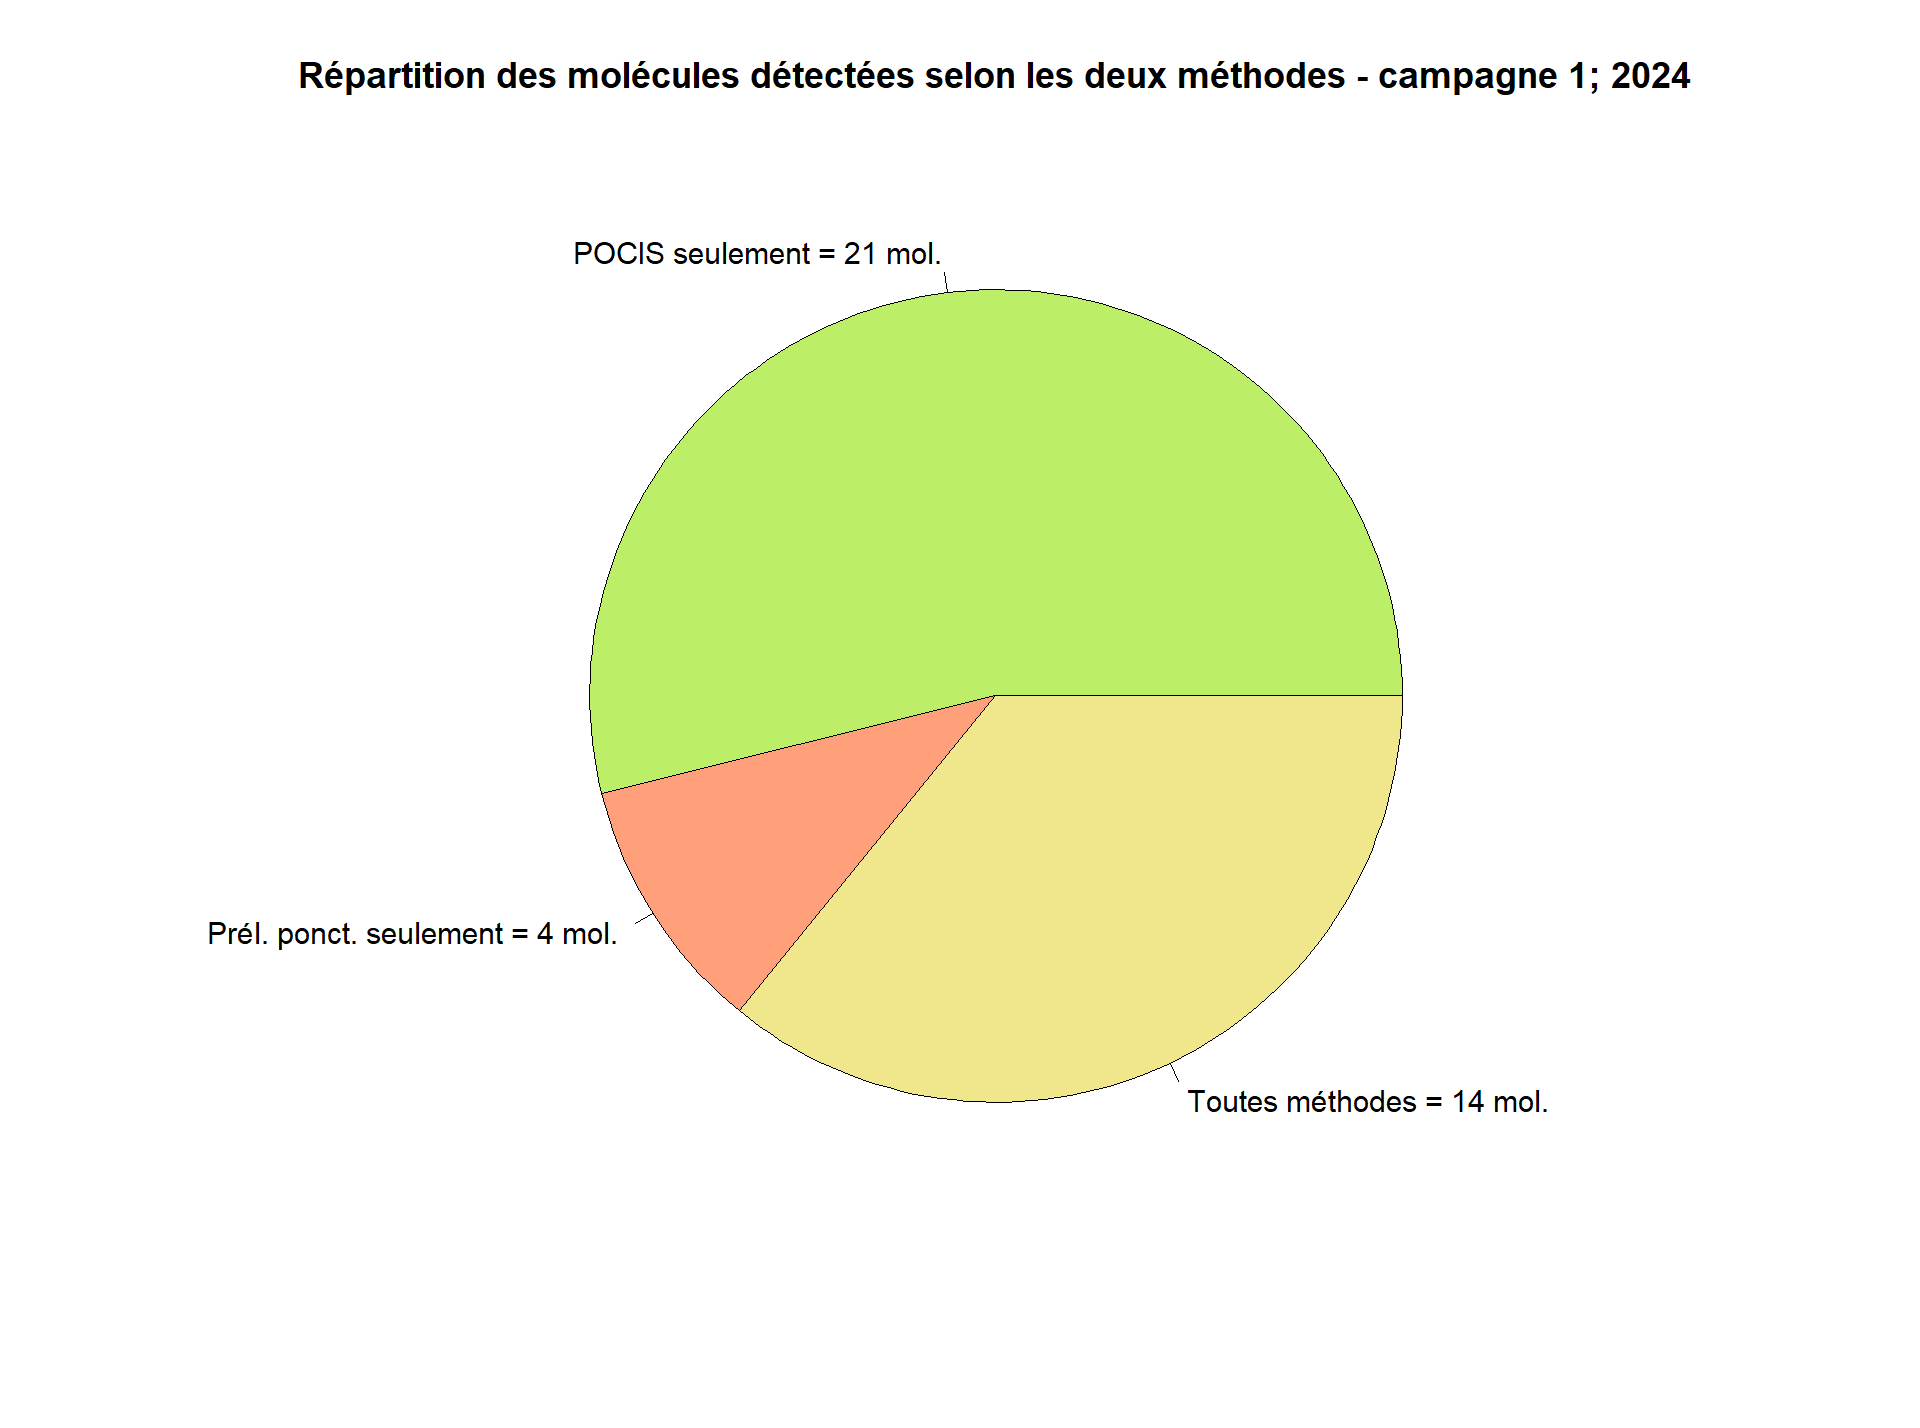 Répartition des molécules détectées selon les deux méthodes - campagne 1; 2024
POCIS seulement = 21 mol.
Prél. ponct. seulement = 4 mol.
Toutes méthodes = 14 mol.